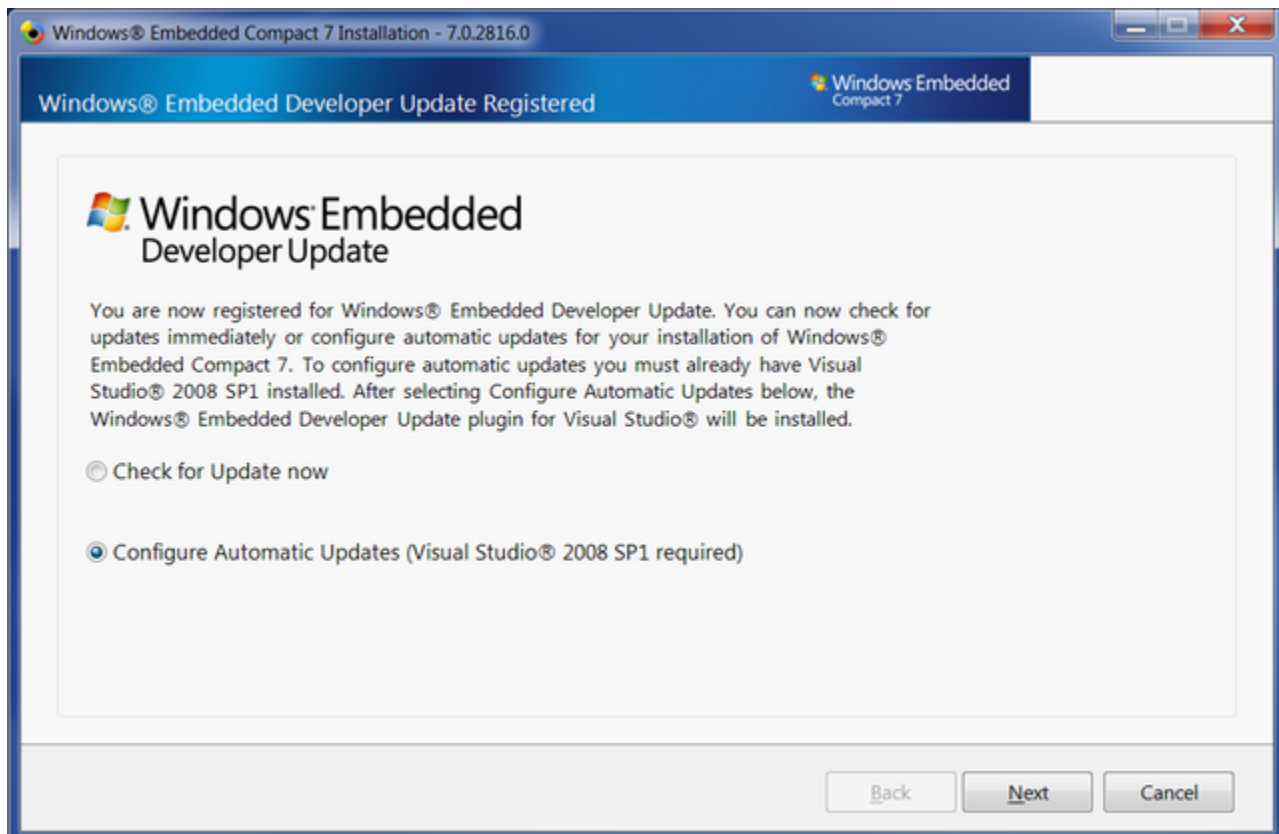 Windows® Embedded Compact 7 Installation - 7.0.2816.0
Windows® Embedded Developer Update Registered
Windows Embedded
Compact 7
Windows Embedded
Developer Update
You are now registered for Windows® Embedded Developer Update. You can now check for
updates immediately or configure automatic updates for your installation of Windows®
Embedded Compact 7. To configure automatic updates you must already have Visual
Studio® 2008 SP1 installed. After selecting Configure Automatic Updates below, the
Windows® Embedded Developer Update plugin for Visual Studio® will be installed.
Check for Update now
Configure Automatic Updates (Visual Studio® 2008 SP1 required)
Back Next Cancel